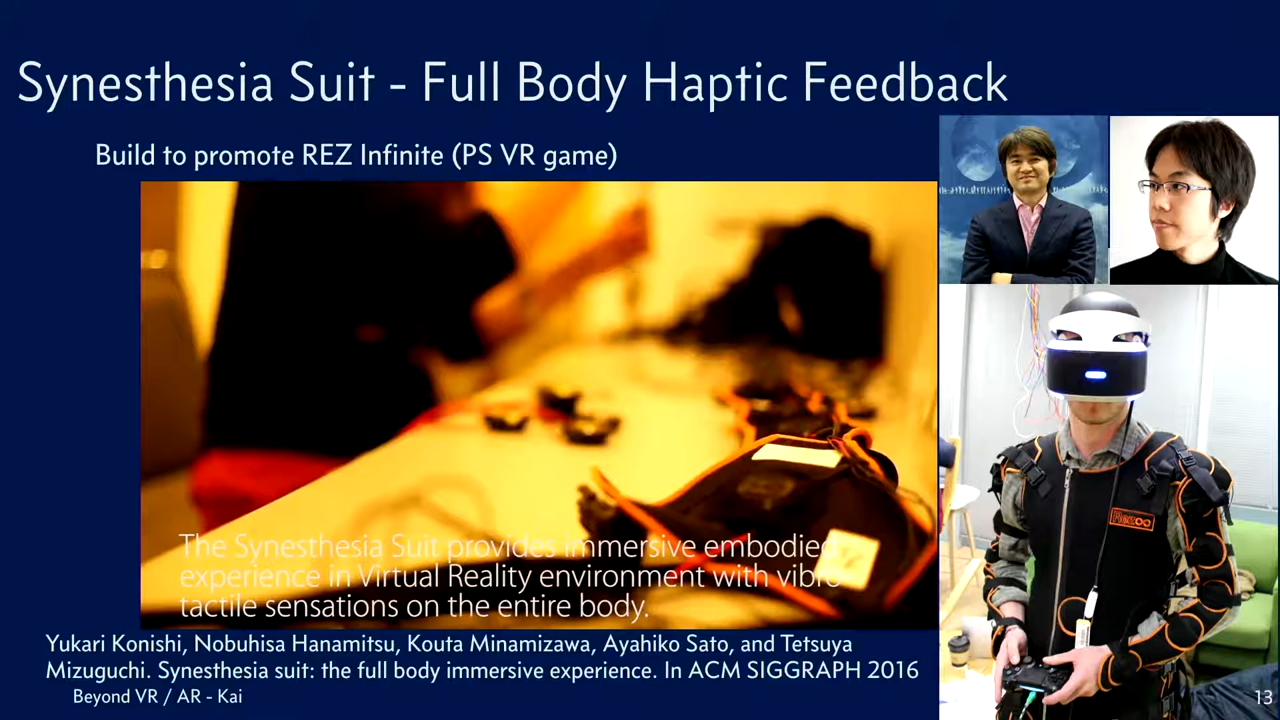 Synesthesia Suit - Full Body Haptic Feedback
Build to promote REZ Infinite (PS VR game)
The Synesthesia Suit provides immersive embodied
experience in Virtual Reality environment with vibro
tactile sensations on the entire body.
Yukari Konishi, Nobuhisa Hanamitsu, Kouta Minamizawa, Ayahiko Sato, and Tetsuya
Mizuguchi. Synesthesia suit: the full body immersive experience. In ACM SIGGRAPH 2016
Beyond VR / AR - Kai
13